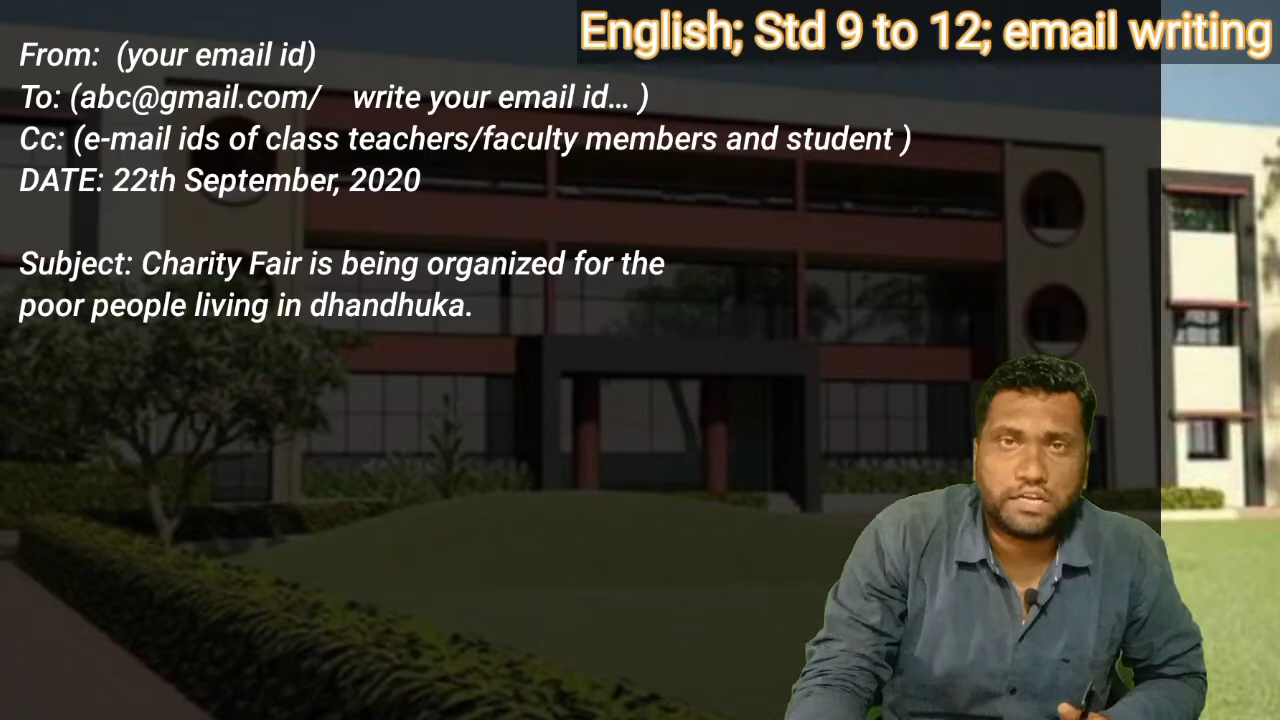 English; Std 9 to 12; email writing
From: (your email id)
To: (abc@gmail.com/ write your email id... )
Cc: (e-mail ids of class teachers/faculty members and student )
DATE: 22th September, 2020
Subject: Charity Fair is being organized for the
poor people living in dhandhuka.